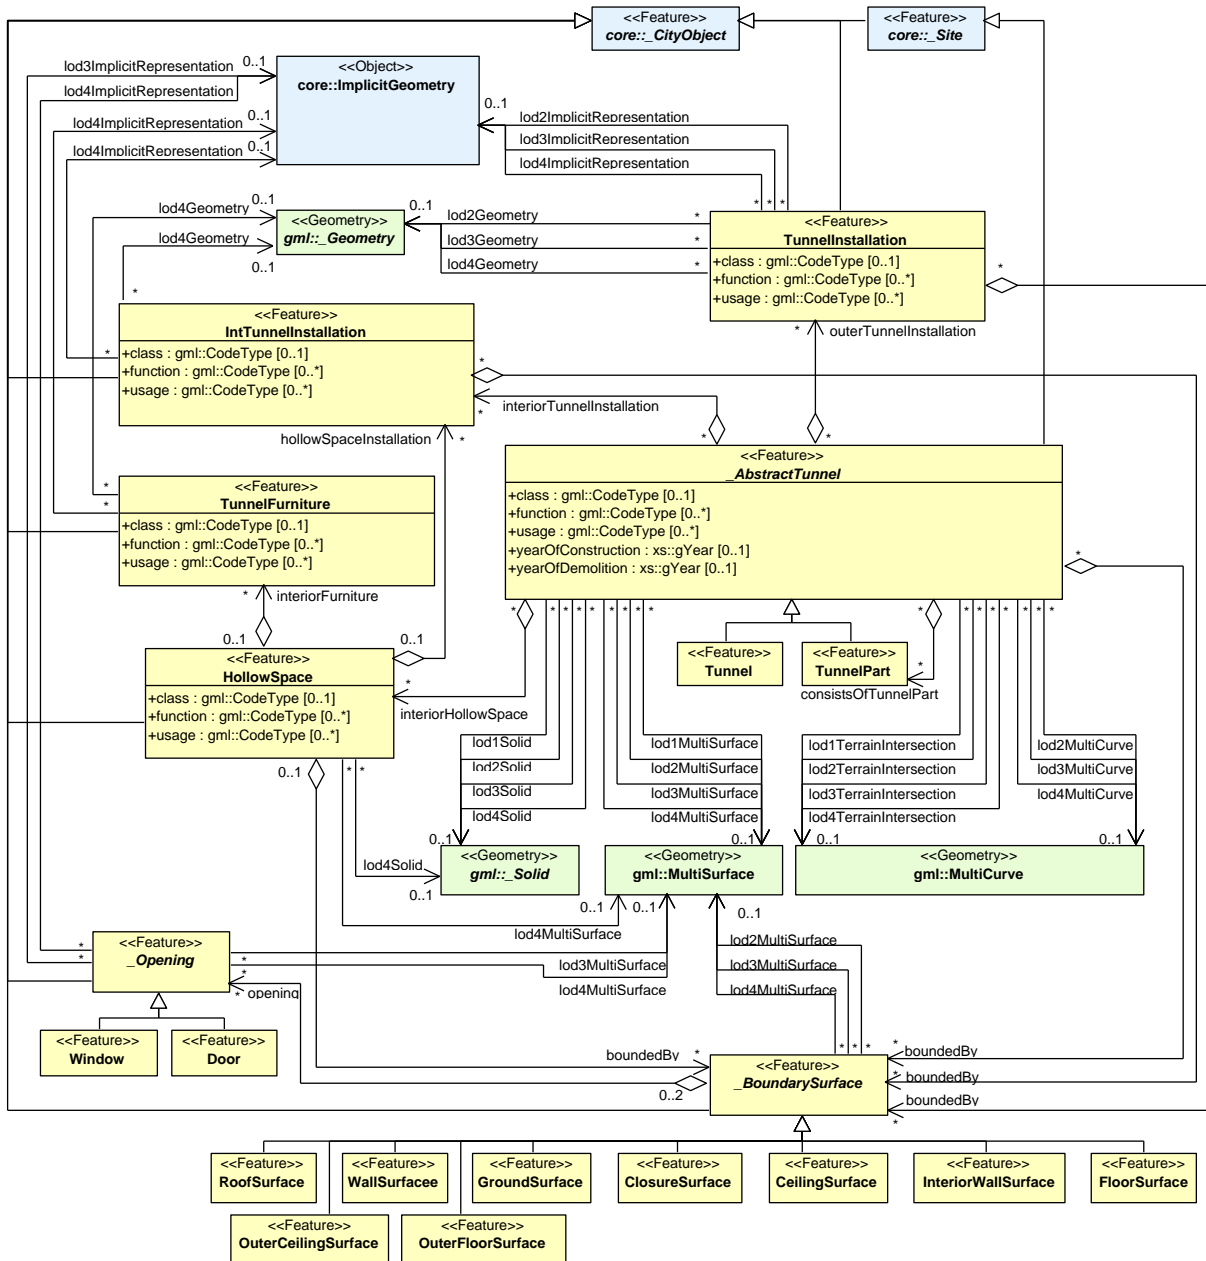 <<Feature>>
core::_CityObject
<<Feature>>
core::_Site
lod3ImplicitRepresentation
0..1
lod4ImplicitRepresentation
<<Object>>
core::ImplicitGeometry
0..1
lod4ImplicitRepresentation
0..1
lod4ImplicitRepresentation
0..1
0..1
lod2ImplicitRepresentation
lod3ImplicitRepresentation
lod4ImplicitRepresentation
* * *
lod4Geometry
0..1
lod4Geometry
0..1
<<Geometry>>
gml::_Geometry
0..1
lod2Geometry
*
lod3Geometry
*
lod4Geometry
*
<<Feature>>
TunnelInstallation
+class : gml::CodeType [0..1]
+function : gml::CodeType [0..*]
+usage : gml::CodeType [0..*]
*
*
outerTunnelInstallation
*
<<Feature>>
IntTunnelInstallation
+class : gml::CodeType [0..1]
+function : gml::CodeType [0..*]
+usage : gml::CodeType [0..*]
*
*
*
interiorTunnelInstallation
*
*
hollowSpaceInstallation
*
<<Feature>>
_AbstractTunnel
+class : gml::CodeType [0..1]
+function : gml::CodeType [0..*]
+usage : gml::CodeType [0..*]
+yearOfConstruction : xs::gYear [0..1]
+yearOfDemolition : xs::gYear [0..1]
*
<<Feature>>
TunnelFurniture
+class : gml::CodeType [0..1]
+function : gml::CodeType [0..*]
+usage : gml::CodeType [0..*]
*
*
*
interiorFurniture
0..1
0..1
* * * * * * * * * * * * * * * * *
<<Feature>>
HollowSpace
+class : gml::CodeType [0..1]
+function : gml::CodeType [0..*]
+usage : gml::CodeType [0..*]
<<Feature>>
Tunnel
<<Feature>>
TunnelPart
*
consistsOfTunnelPart
*
interiorHollowSpace
0..1
* *
lod1Solid
lod2Solid
lod3Solid
lod4Solid
0..1
lod1MultiSurface
lod2MultiSurface
lod3MultiSurface
lod4MultiSurface
0..1
lod1TerrainIntersection
lod2TerrainIntersection
lod3TerrainIntersection
lod4TerrainIntersection
0..1
lod2MultiCurve
lod3MultiCurve
lod4MultiCurve
0..1
lod4Solid
0..1
<<Geometry>>
gml::_Solid
<<Geometry>>
gml::MultiSurface
<<Geometry>>
gml::MultiCurve
0..1
0..1
0..1
lod4MultiSurface
<<Feature>>
_Opening
*
*
*
*
lod3MultiSurface
lod4MultiSurface
lod2MultiSurface
lod3MultiSurface
lod4MultiSurface
* * *
*
opening
<<Feature>>
Window
<<Feature>>
Door
boundedBy
*
0..2
<<Feature>>
_BoundarySurface
*
boundedBy
*
boundedBy
boundedBy
*
<<Feature>>
RoofSurface
<<Feature>>
WallSurfacee
<<Feature>>
GroundSurface
<<Feature>>
ClosureSurface
<<Feature>>
CeilingSurface
<<Feature>>
InteriorWallSurface
<<Feature>>
FloorSurface
<<Feature>>
OuterCeilingSurface
<<Feature>>
OuterFloorSurface